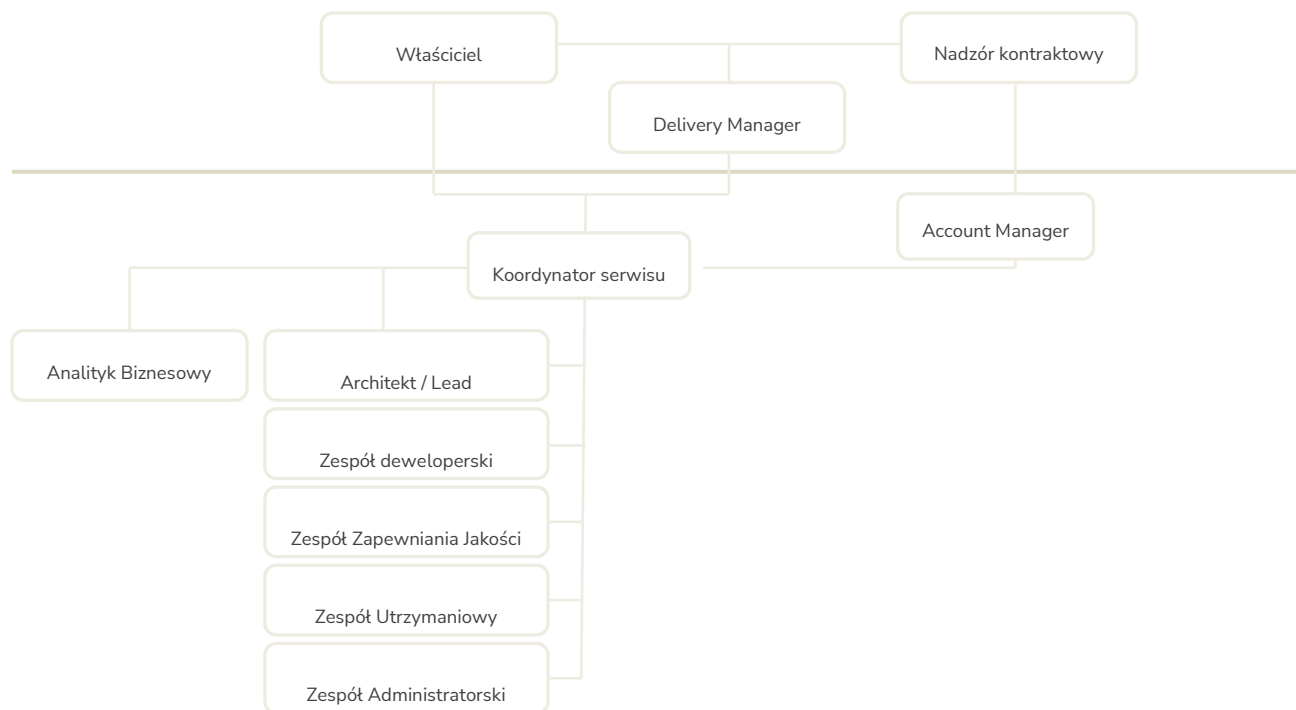 Właściciel
Nadzór kontraktowy
Delivery Manager
Account Manager
Koordynator serwisu
Analityk Biznesowy
Architekt / Lead
Zespół deweloperski
Zespół Zapewniania Jakości
Zespół Utrzymaniowy
Zespół Administratorski